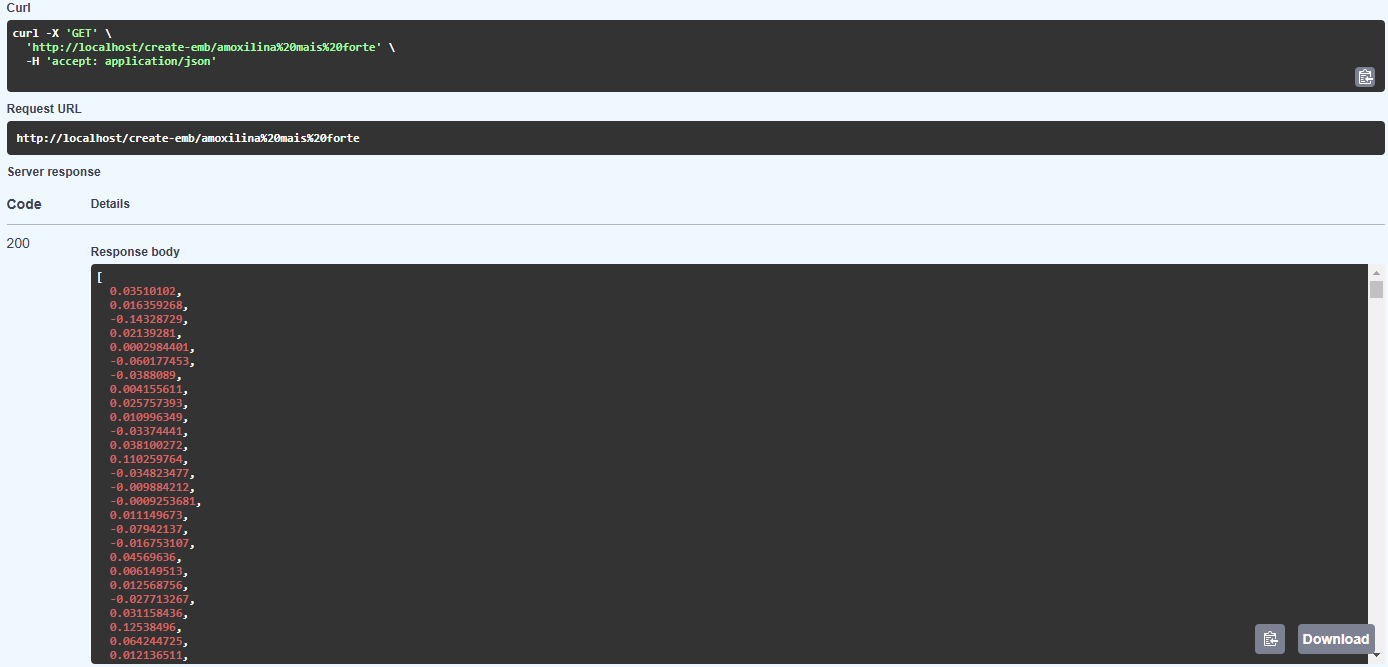 Curl
curl -X 'GET' \
'http://localhost/create-emb/amoxilina%20mais%20forte' \
-H 'accept: application/json'
Request URL
http://localhost/create-emb/amoxilina%20mais%20forte
Server response
Code Details
200
Response body
[
0.03510102,
0.016359268,
-0.14328729,
0.02139281,
0.0002984401,
-0.060177453,
-0.0388089,
0.004155611,
0.025757393,
0.010996349,
-0.03374441,
0.038100272,
0.110259764,
-0.034823477,
-0.009884212,
-0.0009253681,
0.011149673,
-0.07942137,
-0.016753107,
0.04569636,
0.006149513,
0.012568756,
-0.027713267,
0.031158436,
0.12538496,
0.064244725,
0.012136511,
Download